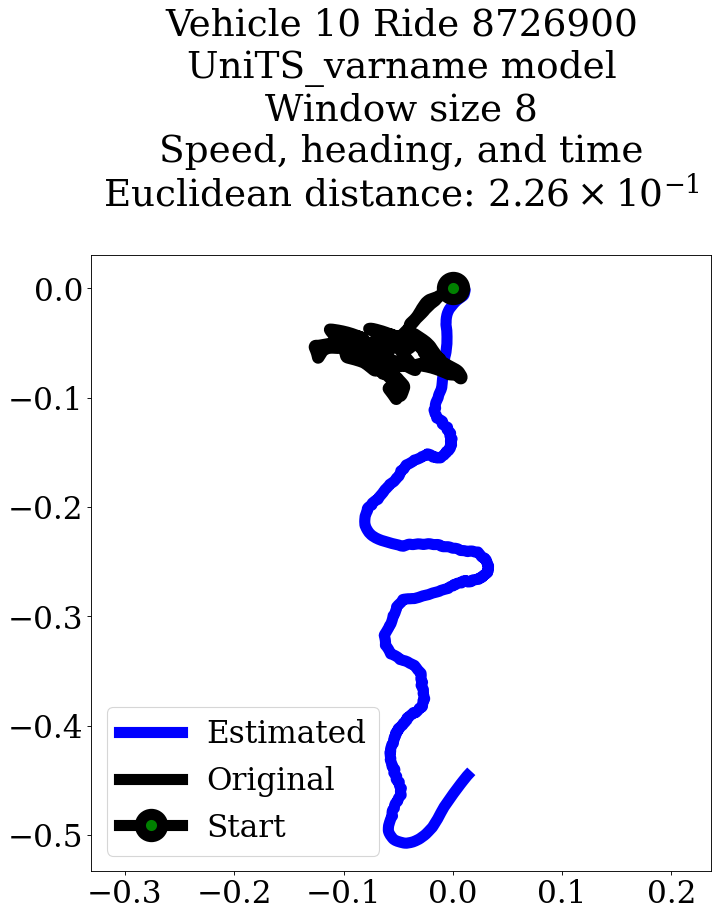 Vehicle 10 Ride 8726900
UniTS_varname model
Window size 8
Speed, heading, and time
Euclidean distance: 2.26 × 10⁻¹
0.0
−0.1
−0.2
−0.3
−0.4
−0.5
Estimated
Original
Start
−0.3 −0.2 −0.1 0.0 0.1 0.2